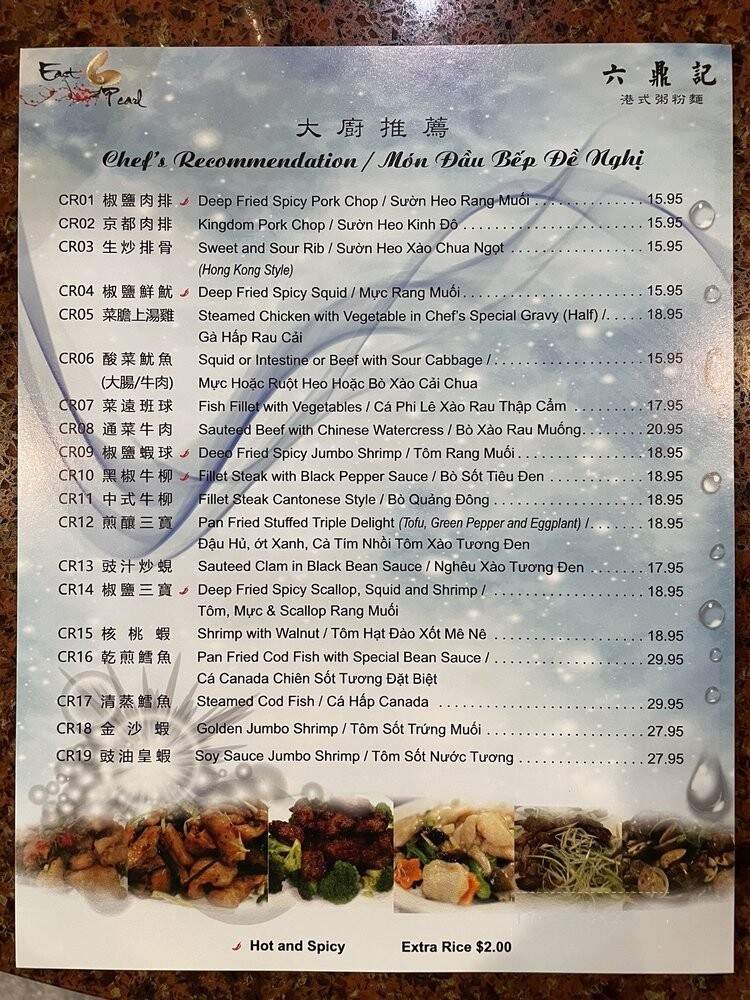 East 6 Pearl
六鼎記
港式粥粉麵
大廚推薦
Chef's Recommendation / Món Đầu Bếp Đề Nghị
CR01 椒鹽肉排 Deep Fried Spicy Pork Chop / Sườn Heo Rang Muối 15.95
CR02 京都肉排 Kingdom Pork Chop / Sườn Heo Kinh Đô 15.95
CR03 生炒排骨 Sweet and Sour Rib / Sườn Heo Xào Chua Ngọt 15.95
(Hong Kong Style)
CR04 椒鹽鮮魷 Deep Fried Spicy Squid / Mực Rang Muối 15.95
CR05 菜膽上湯雞 Steamed Chicken with Vegetable in Chef's Special Gravy (Half) / 18.95
Gà Hấp Rau Cải
CR06 酸菜魷魚 Squid or Intestine or Beef with Sour Cabbage / 15.95
(大腸/牛肉) Mực Hoặc Ruột Heo Hoặc Bò Xào Cải Chua
CR07 菜遠班球 Fish Fillet with Vegetables / Cá Phi Lê Xào Rau Thập Cẩm 17.95
CR08 通菜牛肉 Sauteed Beef with Chinese Watercress / Bò Xào Rau Muống 20.95
CR09 椒鹽蝦球 Deep Fried Spicy Jumbo Shrimp / Tôm Rang Muối 18.95
CR10 黑椒牛柳 Fillet Steak with Black Pepper Sauce / Bò Sốt Tiêu Đen 18.95
CR11 中式牛柳 Fillet Steak Cantonese Style / Bò Quảng Đông 18.95
CR12 煎釀三寶 Pan Fried Stuffed Triple Delight (Tofu, Green Pepper and Eggplant) / 18.95
Đậu Hủ, ớt Xanh, Cà Tím Nhồi Tôm Xào Tương Đen
CR13 豉汁炒蜆 Sauteed Clam in Black Bean Sauce / Nghêu Xào Tương Đen 17.95
CR14 椒鹽三寶 Deep Fried Spicy Scallop, Squid and Shrimp / 18.95
Tôm, Mực & Scallop Rang Muối
CR15 核桃蝦 Shrimp with Walnut / Tôm Hạt Đào Xốt Mê Nê 18.95
CR16 乾煎鱈魚 Pan Fried Cod Fish with Special Bean Sauce / 29.95
Cá Canada Chiên Sốt Tương Đặt Biệt
CR17 清蒸鱈魚 Steamed Cod Fish / Cá Hấp Canada 29.95
CR18 金沙蝦 Golden Jumbo Shrimp / Tôm Sốt Trứng Muối 27.95
CR19 豉油皇蝦 Soy Sauce Jumbo Shrimp / Tôm Sốt Nước Tương 27.95
Hot and Spicy Extra Rice $2.00